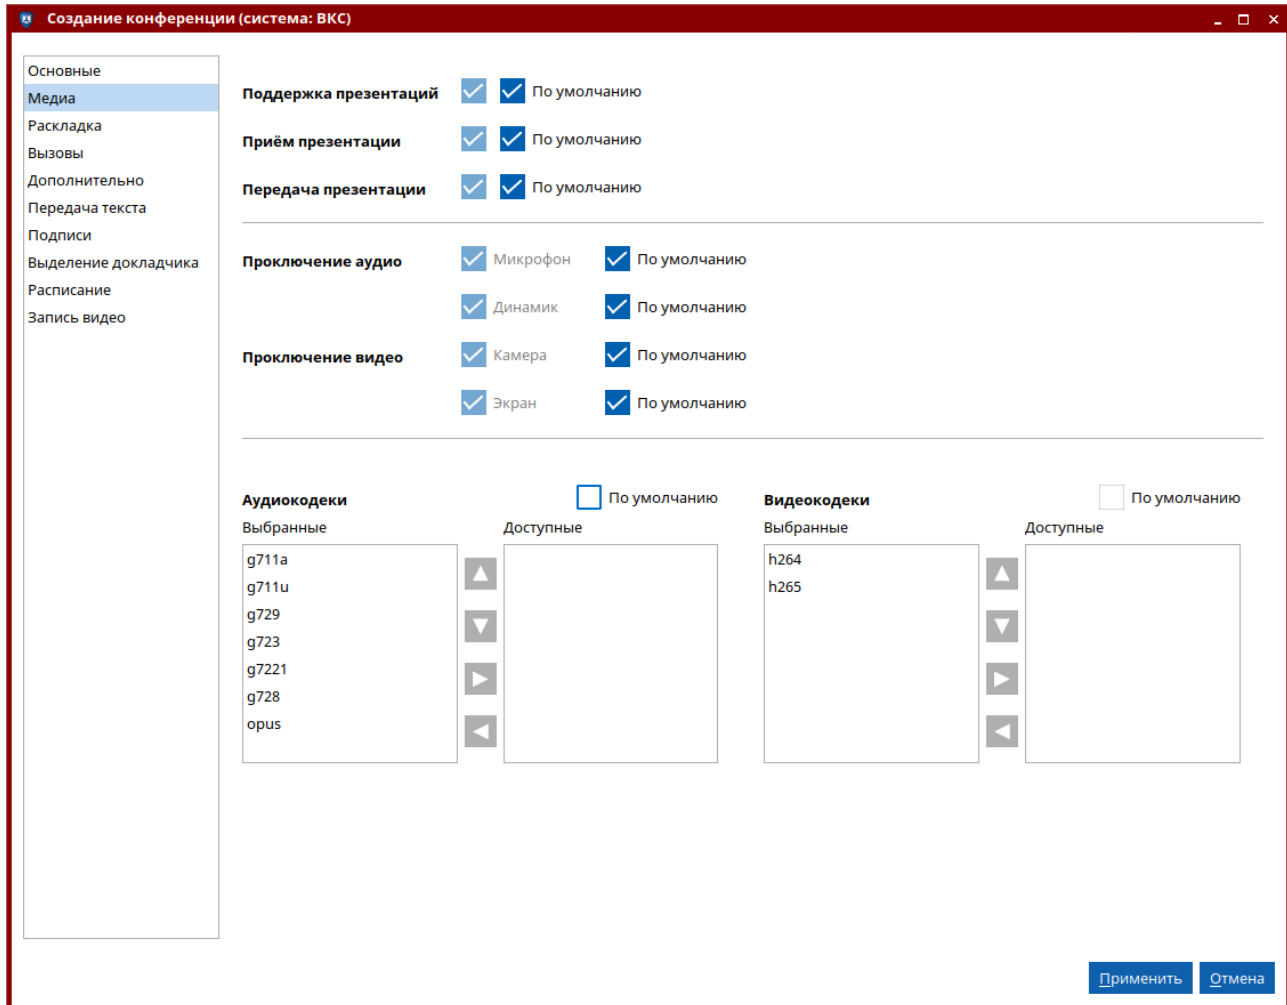 Создание конференции (система: ВКС)
Основные
Медиа
Раскладка
Вызовы
Дополнительно
Передача текста
Подписи
Выделение докладчика
Расписание
Запись видео
Поддержка презентаций По умолчанию
Приём презентации По умолчанию
Передача презентации По умолчанию
Проключение аудио Микрофон По умолчанию
Динамик По умолчанию
Проключение видео Камера По умолчанию
Экран По умолчанию
Аудиокодеки По умолчанию
Выбранные Доступные
g711a
g711u
g729
g723
g7221
g728
opus
Видеокодеки По умолчанию
Выбранные Доступные
h264
h265
Применить Отмена